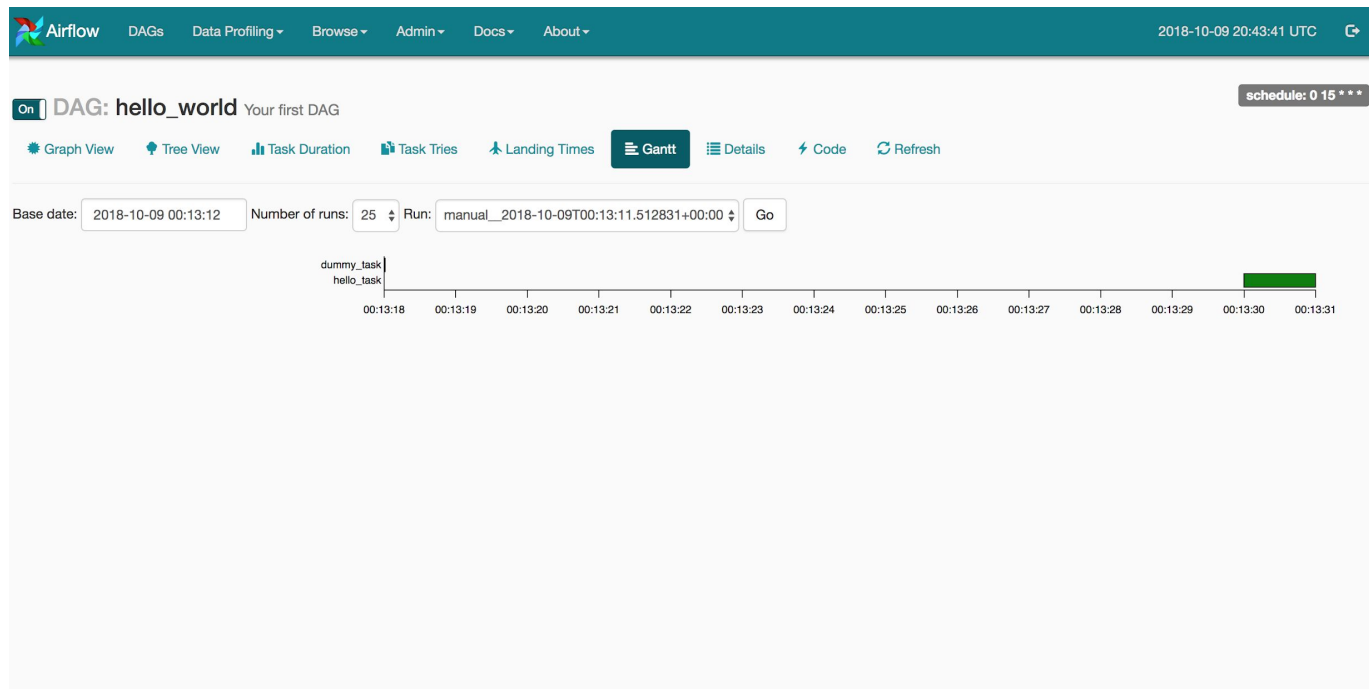 Airflow DAGs Data Profiling Browse Admin Docs About 2018-10-09 20:43:41 UTC
schedule: 0 15 * * *
On DAG: hello_world Your first DAG
Graph View Tree View Task Duration Task Tries Landing Times Gantt Details Code Refresh
Base date: 2018-10-09 00:13:12 Number of runs: 25 Run: manual__2018-10-09T00:13:11.512831+00:00 Go
dummy_task
hello_task
00:13:18 00:13:19 00:13:20 00:13:21 00:13:22 00:13:23 00:13:24 00:13:25 00:13:26 00:13:27 00:13:28 00:13:29 00:13:30 00:13:31